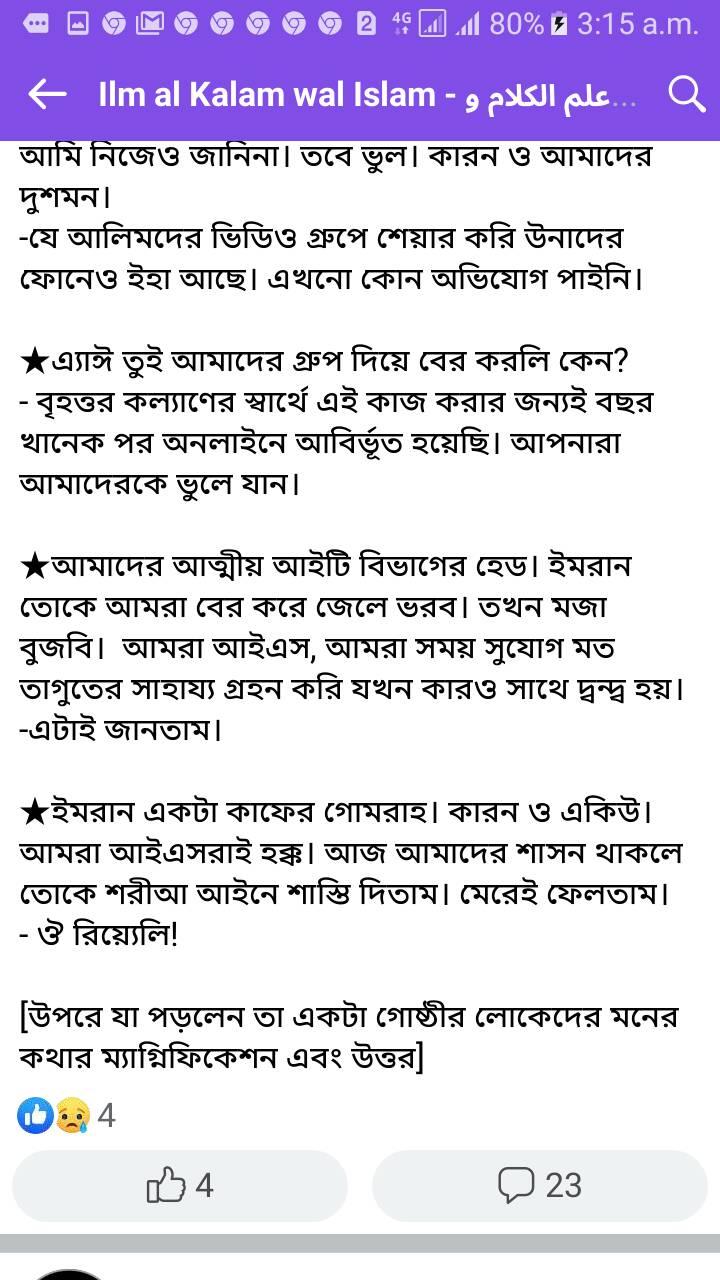 2 4G 80% 3:15 a.m.
Ilm al Kalam wal Islam - علم الكلام و...
আমি নিজেও জানিনা। তবে ভুল। কারন ও আমাদের
দুশমন।
-যে আলিমদের ভিডিও গ্রুপে শেয়ার করি উনাদের
ফোনেও ইহা আছে। এখনো কোন অভিযোগ পাইনি।
★এ্যাঈ তুই আমাদের গ্রুপ দিয়ে বের করলি কেন?
- বৃহত্তর কল্যাণের স্বার্থে এই কাজ করার জন্যই বছর
খানেক পর অনলাইনে আবির্ভূত হয়েছি। আপনারা
আমাদেরকে ভুলে যান।
★আমাদের আত্মীয় আইটি বিভাগের হেড। ইমরান
তোকে আমরা বের করে জেলে ভরব। তখন মজা
বুজবি। আমরা আইএস, আমরা সময় সুযোগ মত
তাগুতের সাহায্য গ্রহন করি যখন কারও সাথে দ্বন্দ্ব হয়।
-এটাই জানতাম।
★ইমরান একটা কাফের গোমরাহ। কারন ও একিউ।
আমরা আইএসরাই হক্ক। আজ আমাদের শাসন থাকলে
তোকে শরীআ আইনে শাস্তি দিতাম। মেরেই ফেলতাম।
- ঔ রিয়্যেলি!
[উপরে যা পড়লেন তা একটা গোষ্ঠীর লোকেদের মনের
কথার ম্যাগ্নিফিকেশন এবং উত্তর]
4
4 23